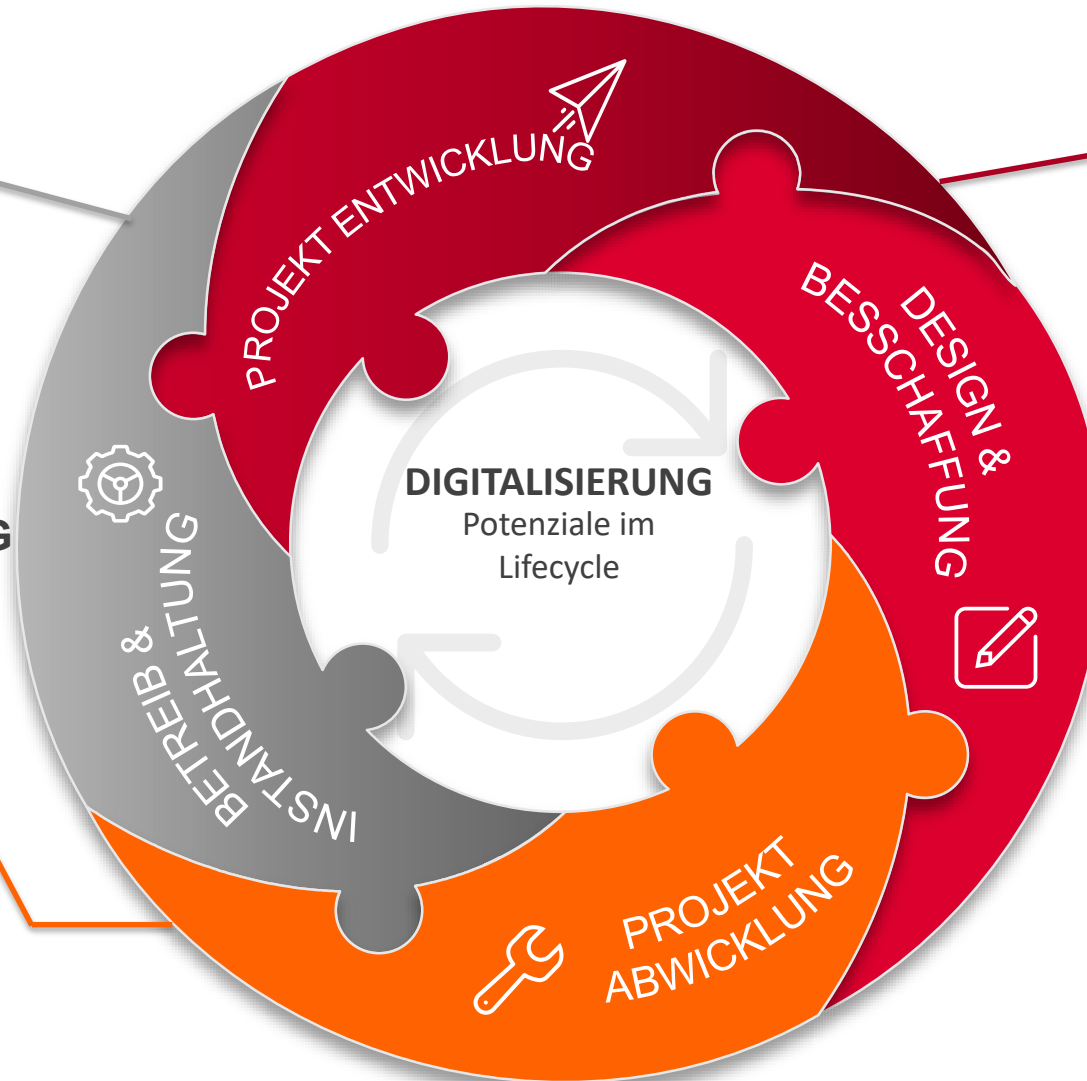 PROJEKT ENTWICKLUNG
DESIGN &
BESSCHAFFUNG
DIGITALISIERUNG
Potenziale im
Lifecycle
BETREIB &
INSTANDHALTUNG
PROJEKT
ABWICKLUNG